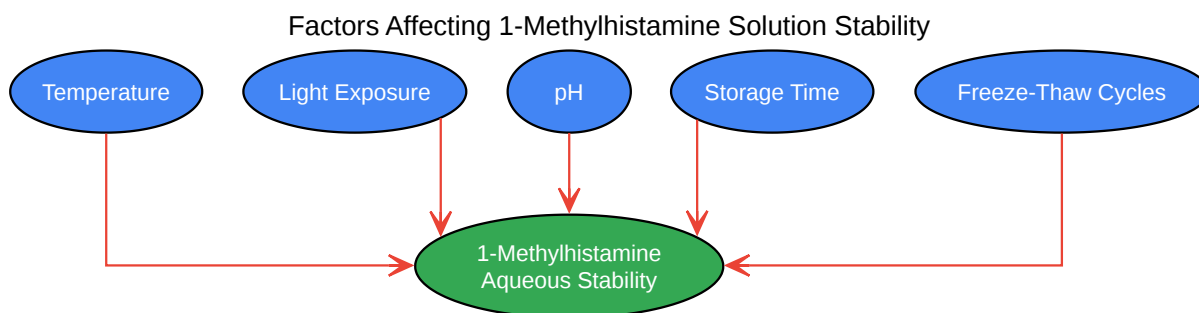 Factors Affecting 1-Methylhistamine Solution Stability
Temperature
Light Exposure
pH
Storage Time
Freeze-Thaw Cycles
1-Methylhistamine
Aqueous Stability